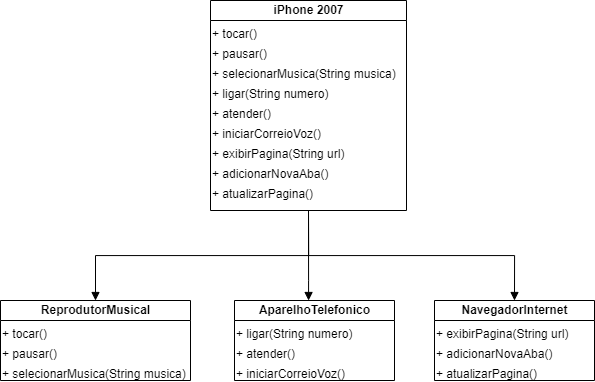 iPhone 2007
+ tocar()
+ pausar()
+ selecionarMusica(String musica)
+ ligar(String numero)
+ atender()
+ iniciarCorreioVoz()
+ exibirPagina(String url)
+ adicionarNovaAba()
+ atualizarPagina()
ReprodutorMusical
+ tocar()
+ pausar()
+ selecionarMusica(String musica)
AparelhoTelefonico
+ ligar(String numero)
+ atender()
+ iniciarCorreioVoz()
NavegadorInternet
+ exibirPagina(String url)
+ adicionarNovaAba()
+ atualizarPagina()